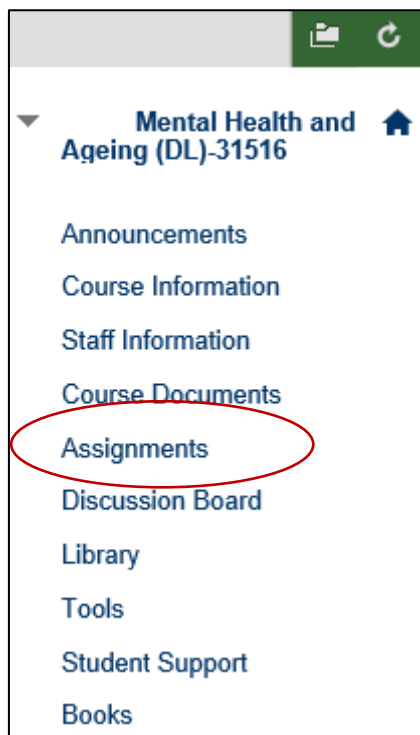 Mental Health and
Ageing (DL)-31516
Announcements
Course Information
Staff Information
Course Documents
Assignments
Discussion Board
Library
Tools
Student Support
Books